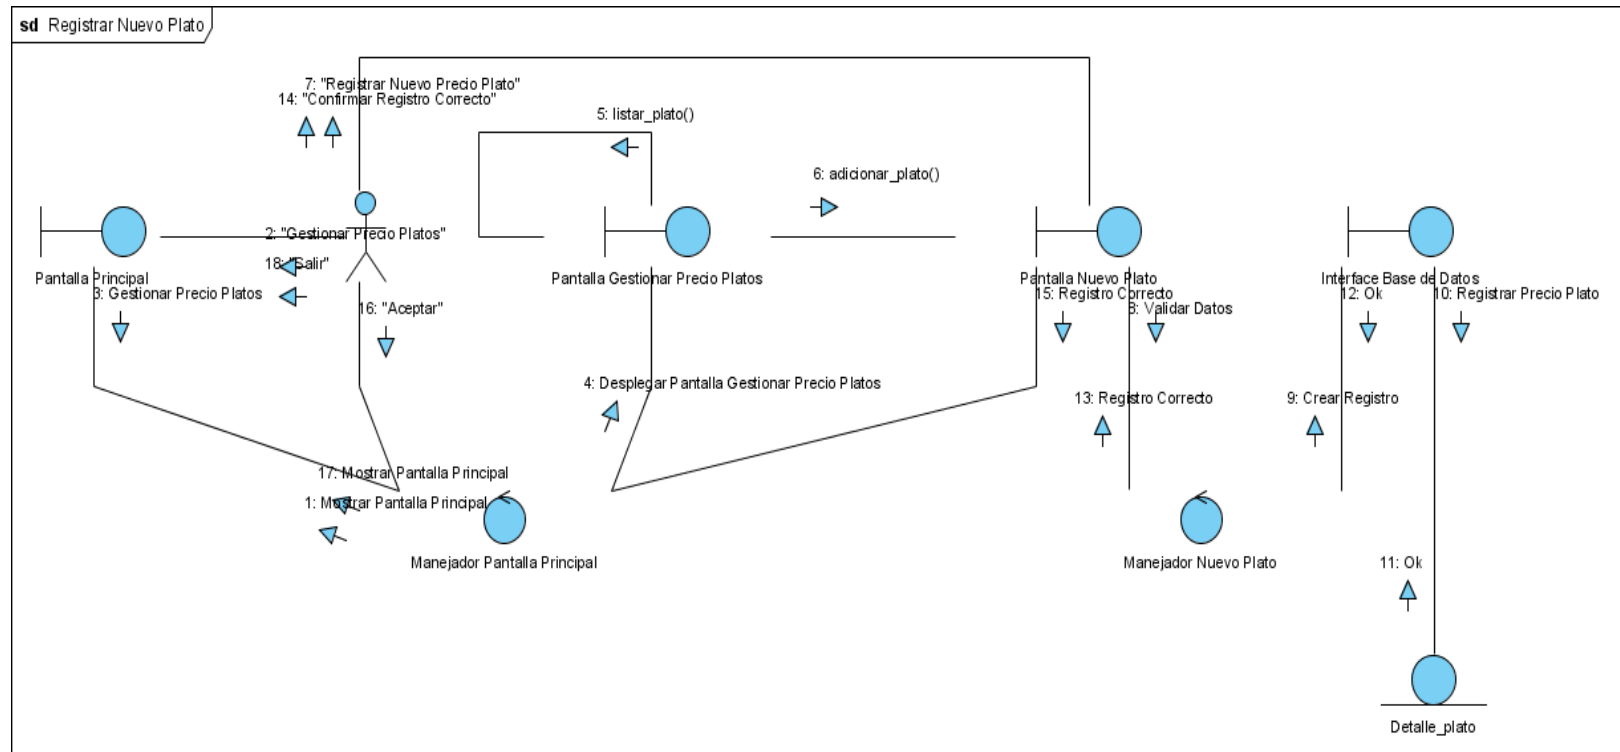 sd Registrar Nuevo Plato
7: "Registrar Nuevo Precio Plato"
14: "Confirmar Registro Correcto"
5: listar_plato()
6: adicionar_plato()
2: "Gestionar Precio Platos"
18: "Salir"
Pantalla Principal
Pantalla Gestionar Precio Platos
Pantalla Nuevo Plato
Interface Base de Datos
3: Gestionar Precio Platos
15: Registro Correcto
12: Ok
10: Registrar Precio Plato
16: "Aceptar"
8: Validar Datos
4: Desplegar Pantalla Gestionar Precio Platos
13: Registro Correcto
9: Crear Registro
17: Mostrar Pantalla Principal
1: Mostrar Pantalla Principal
Manejador Pantalla Principal
Manejador Nuevo Plato
11: Ok
Detalle_plato